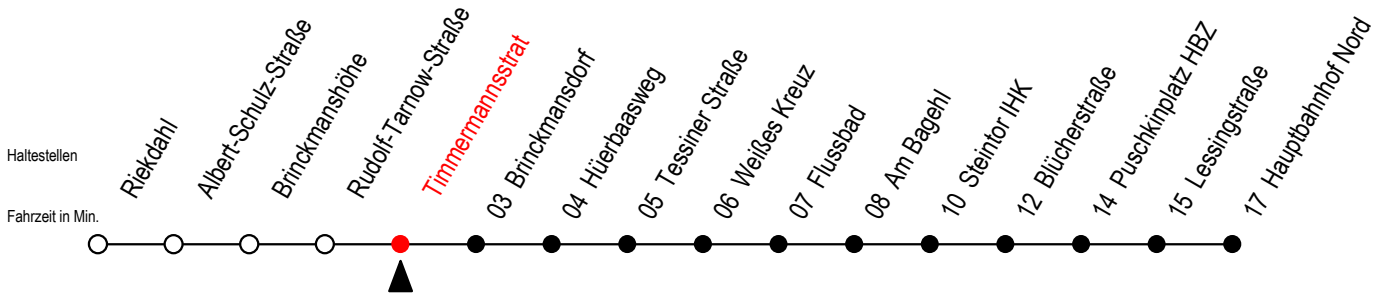 Haltestellen
Fahrzeit in Min.
Riekdahl
Albert-Schulz-Straße
Brinckmanshöhe
Rudolf-Tarnow-Straße
Timmermannsstrat
03 Brinckmansdorf
04 Hüerbaasweg
05 Tessiner Straße
06 Weißes Kreuz
07 Flussbad
08 Am Bagehl
10 Steintor IHK
12 Blücherstraße
14 Puschkinplatz HBZ
15 Lessingstraße
17 Hauptbahnhof Nord